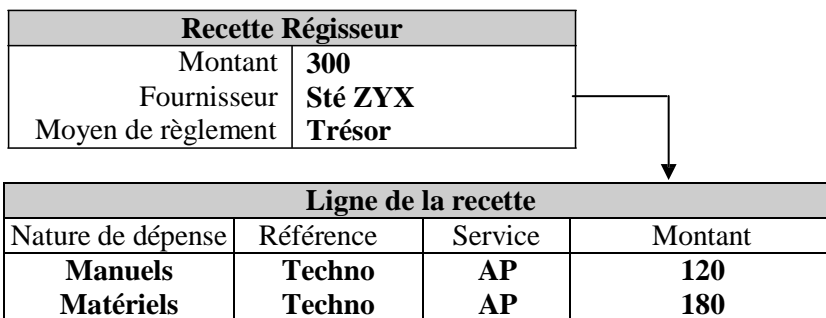 Recette Régisseur
Montant 300
Fournisseur Sté ZYX
Moyen de règlement Trésor
Ligne de la recette
Nature de dépense Référence Service Montant
Manuels Techno AP 120
Matériels Techno AP 180